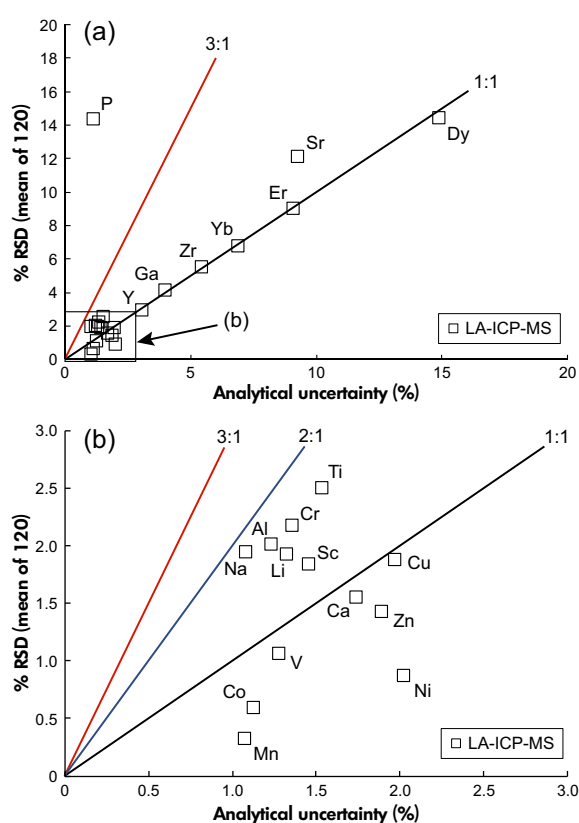 (a)
3:1
1:1
P
Sr
Dy
Er
Yb
Zr
Ga
Y
(b)
LA-ICP-MS
% RSD (mean of 120)
20
18
16
14
12
10
8
6
4
2
0
0 5 10 15 20
Analytical uncertainty (%)
(b)
3:1
2:1
1:1
Ti
Cr
Al
Na
Li
Sc
Cu
Ca
Zn
V
Ni
Co
Mn
LA-ICP-MS
% RSD (mean of 120)
3.0
2.5
2.0
1.5
1.0
0.5
0
0 0.5 1.0 1.5 2.0 2.5 3.0
Analytical uncertainty (%)